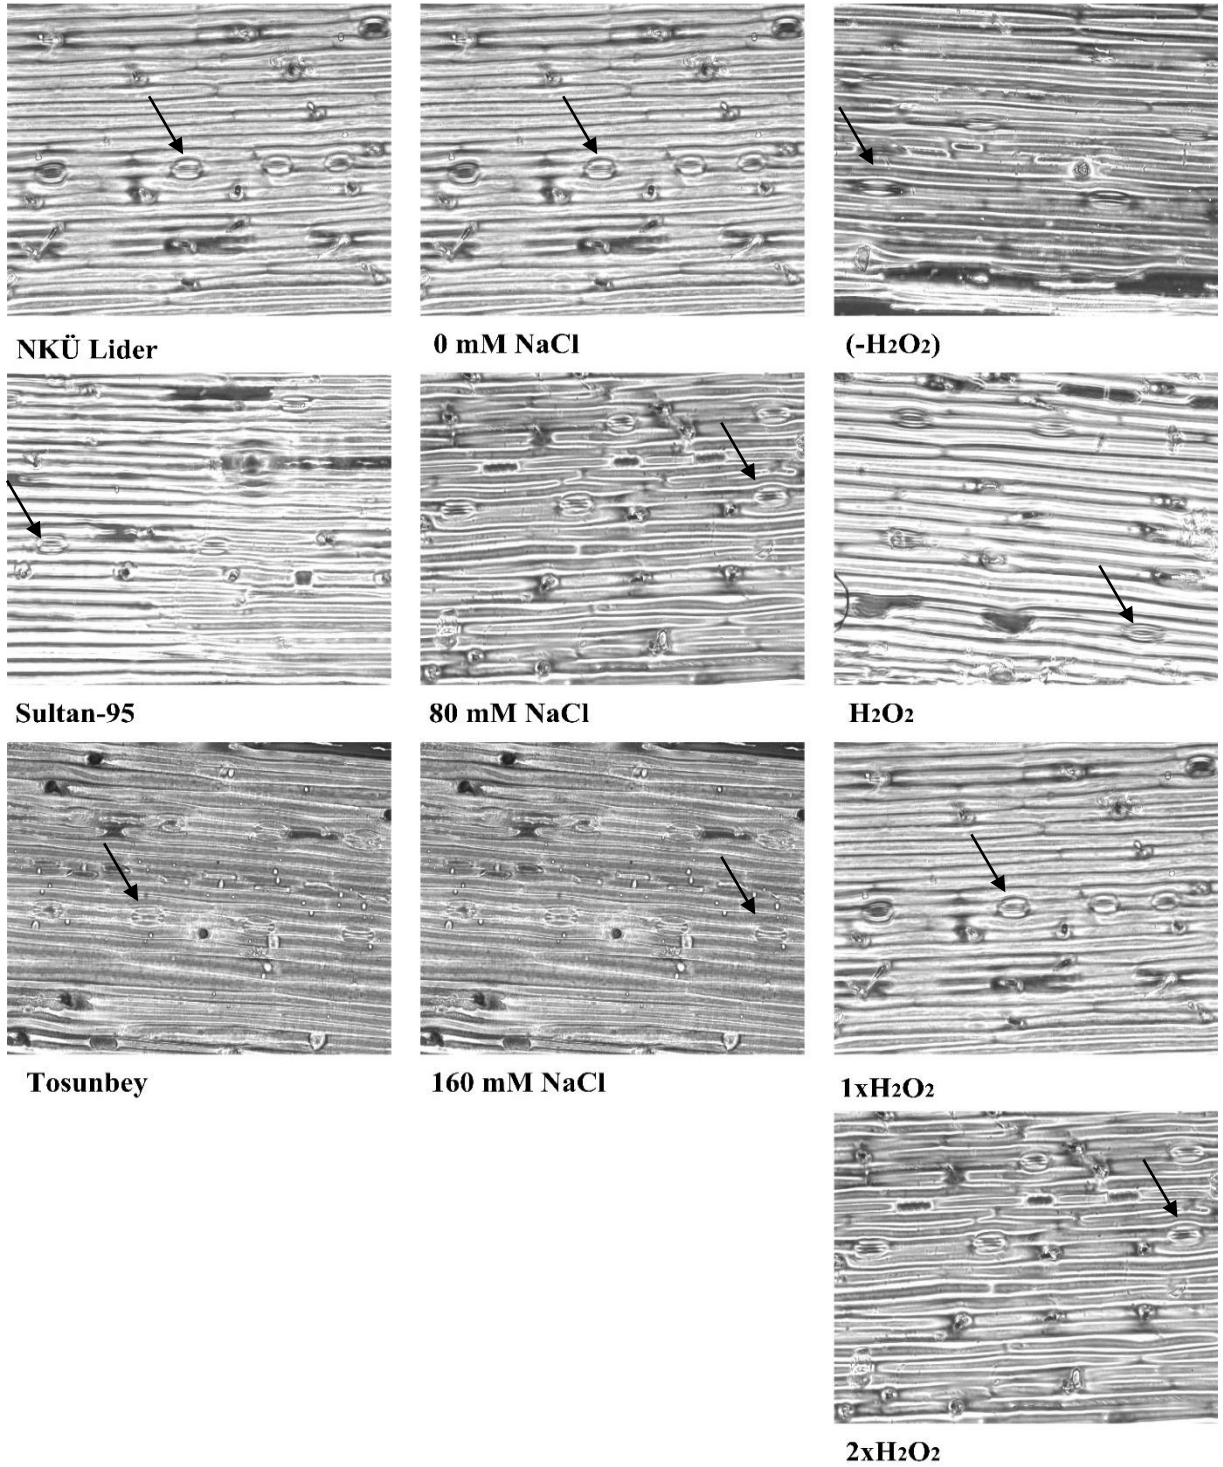 NKÜ Lider
0 mM NaCl
(-H₂O₂)
Sultan-95
80 mM NaCl
H₂O₂
Tosunbey
160 mM NaCl
1xH₂O₂
2xH₂O₂